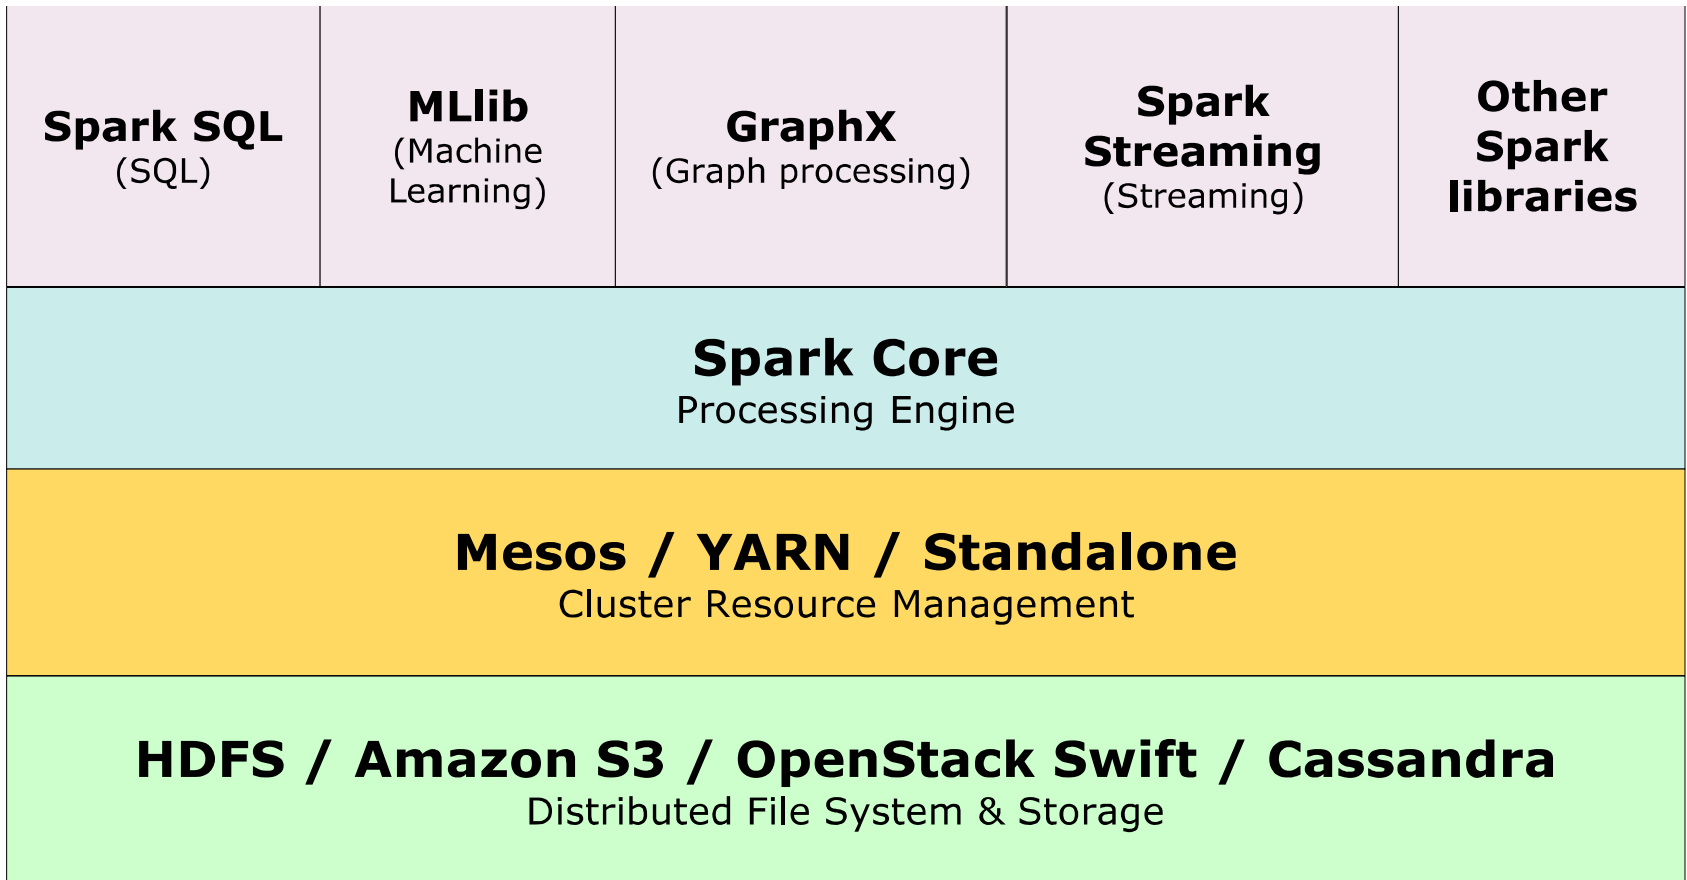 Spark SQL
(SQL)
MLlib
(Machine
Learning)
GraphX
(Graph processing)
Spark
Streaming
(Streaming)
Other
Spark
libraries
Spark Core
Processing Engine
Mesos / YARN / Standalone
Cluster Resource Management
HDFS / Amazon S3 / OpenStack Swift / Cassandra
Distributed File System & Storage